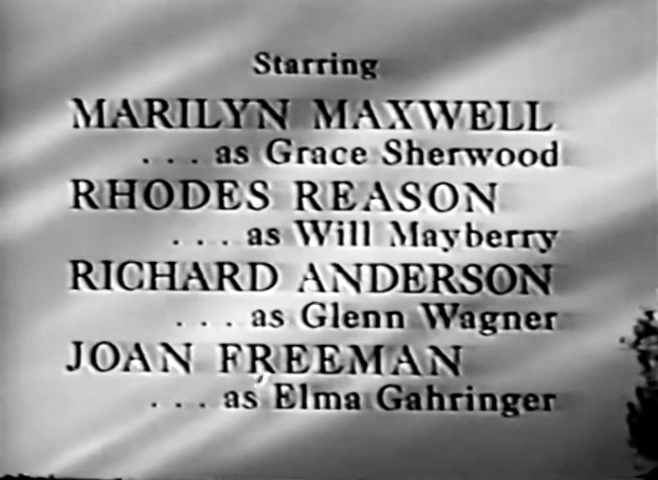 Starring
MARILYN MAXWELL
. . . as Grace Sherwood
RHODES REASON
. . . as Will Mayberry
RICHARD ANDERSON
. . . as Glenn Wagner
JOAN FREEMAN
. . . as Elma Gahringer